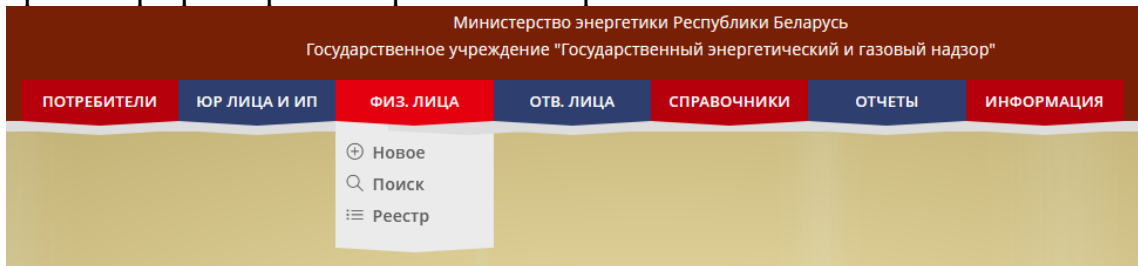 Министерство энергетики Республики Беларусь
Государственное учреждение "Государственный энергетический и газовый надзор"
ПОТРЕБИТЕЛИ ЮР ЛИЦА И ИП ФИЗ. ЛИЦА ОТВ. ЛИЦА СПРАВОЧНИКИ ОТЧЕТЫ ИНФОРМАЦИЯ
Новое
Поиск
Реестр